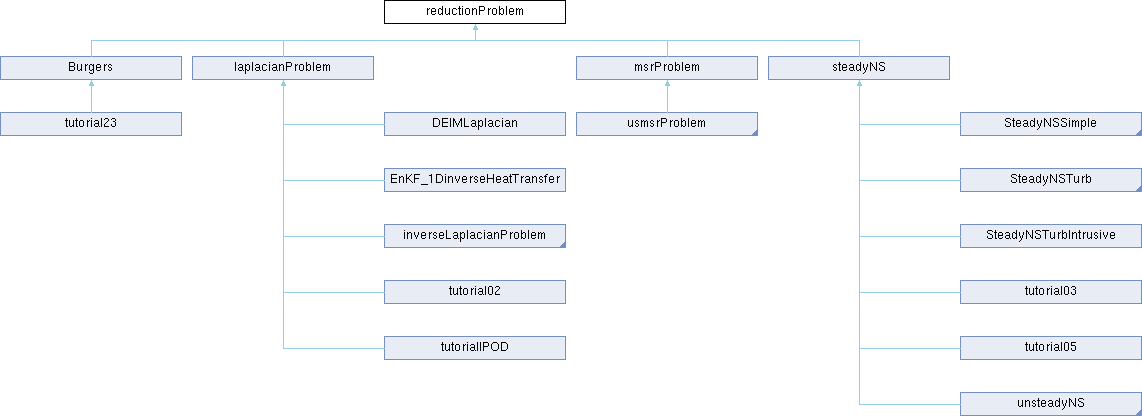 reductionProblem
Burgers laplacianProblem msrProblem steadyNS
tutorial23 DEIMLaplacian usmsrProblem SteadyNSSimple
EnKF_1DinverseHeatTransfer SteadyNSTurb
inverseLaplacianProblem SteadyNSTurbIntrusive
tutorial02 tutorial03
tutorialIPOD tutorial05
unsteadyNS